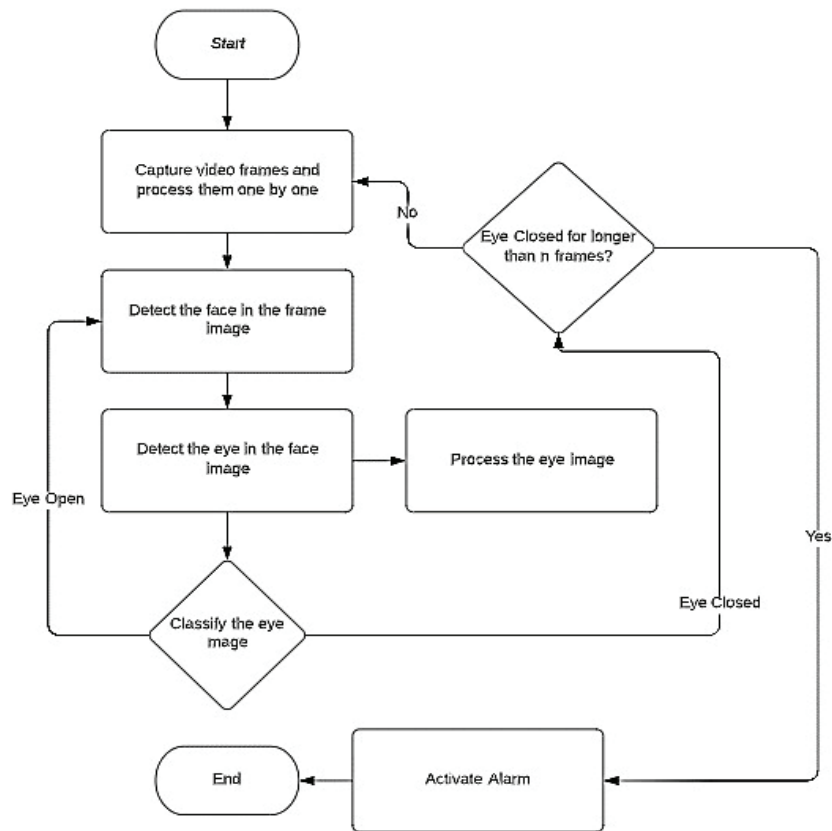 Start
Capture video frames and
process them one by one
No
Eye Closed for longer
than n frames?
Detect the face in the frame
image
Detect the eye in the face
image
Process the eye image
Eye Open
Yes
Eye Closed
Classify the eye
mage
End
Activate Alarm